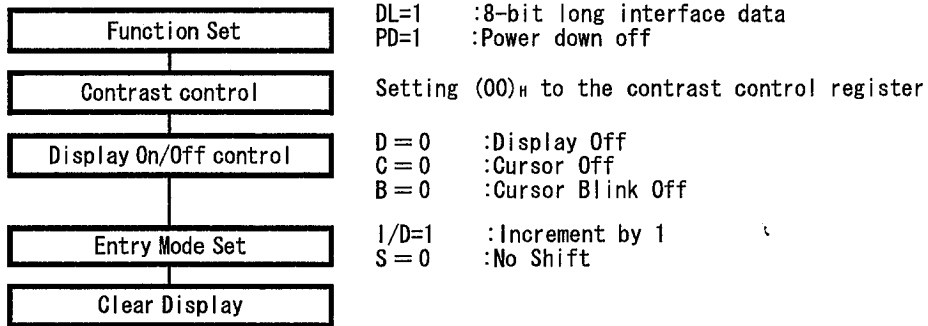 Function Set
DL=1 :8-bit long interface data
PD=1 :Power down off
Contrast control
Setting (00)H to the contrast control register
Display On/Off control
D=0 :Display Off
C=0 :Cursor Off
B=0 :Cursor Blink Off
Entry Mode Set
I/D=1 :Increment by 1
S=0 :No Shift
Clear Display